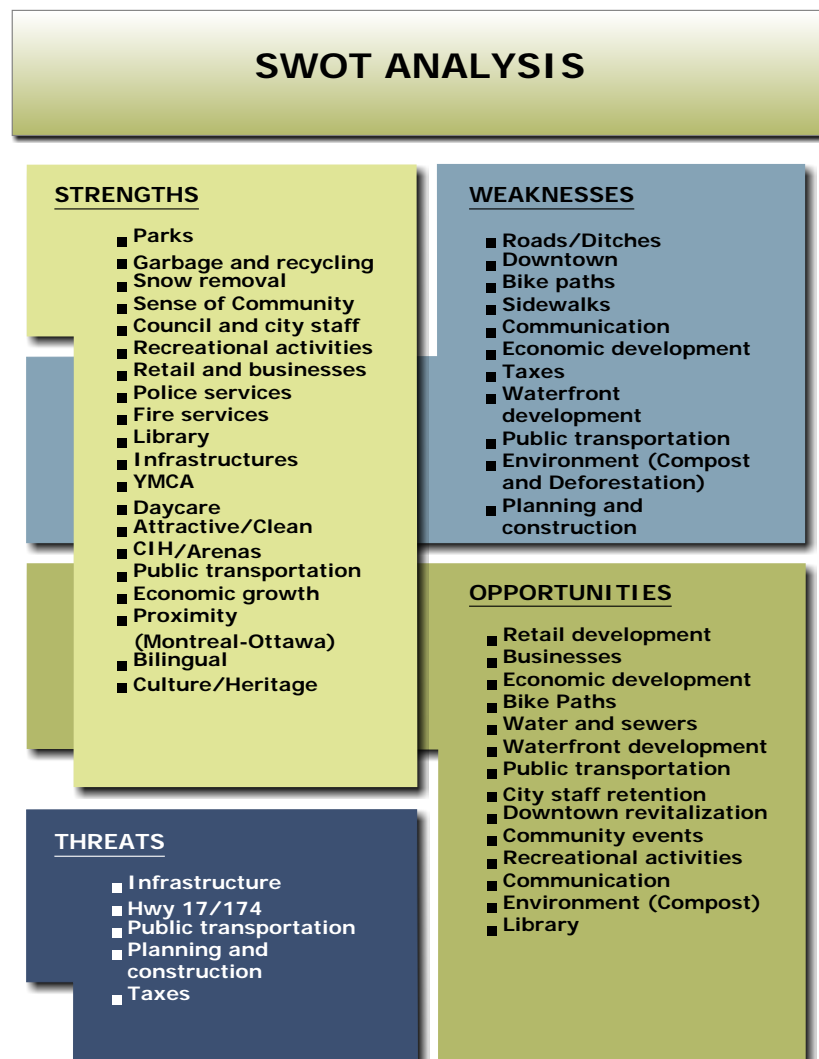 SWOT ANALYSIS
STRENGTHS
Parks
Garbage and recycling
Snow removal
Sense of Community
Council and city staff
Recreational activities
Retail and businesses
Police services
Fire services
Library
Infrastructures
YMCA
Daycare
Attractive/Clean
CIH/Arenas
Public transportation
Economic growth
Proximity
(Montreal-Ottawa)
Bilingual
Culture/Heritage
WEAKNESSES
Roads/Ditches
Downtown
Bike paths
Sidewalks
Communication
Economic development
Taxes
Waterfront
development
Public transportation
Environment (Compost
and Deforestation)
Planning and
construction
OPPORTUNITIES
Retail development
Businesses
Economic development
Bike Paths
Water and sewers
Waterfront development
Public transportation
City staff retention
Downtown revitalization
Community events
Recreational activities
Communication
Environment (Compost)
Library
THREATS
Infrastructure
Hwy 17/174
Public transportation
Planning and
construction
Taxes